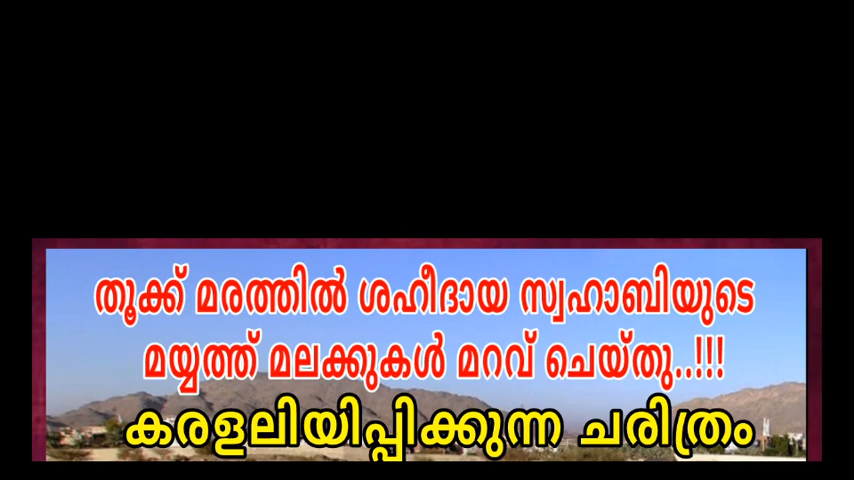 തൂക്ക് മരത്തിൽ ശഹീദായ സ്വഹാബിയുടെ
മയ്യത്ത് മലക്കുകൾ മറവ് ചെയ്തു..!!!
കരളലിയിപ്പിക്കുന്ന ചരിത്രം